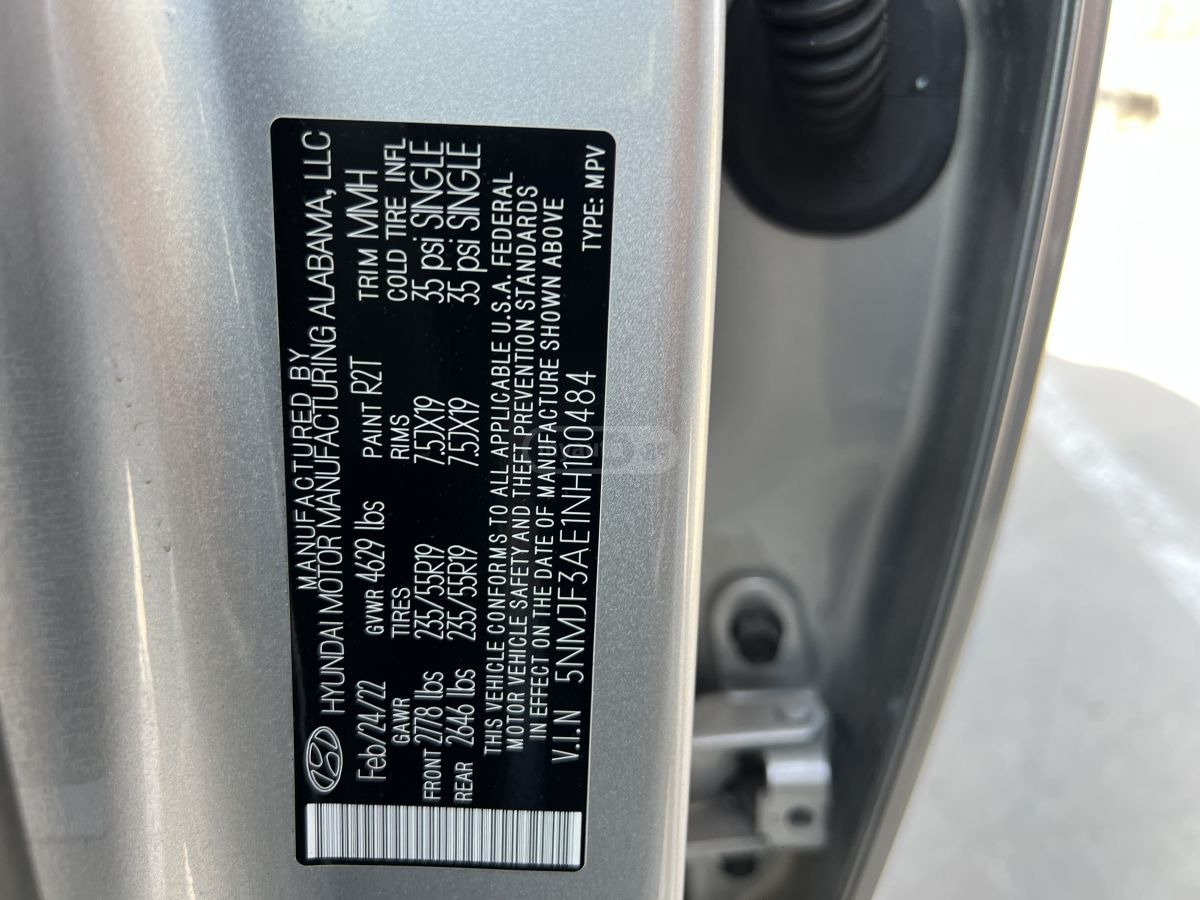 MANUFACTURED BY
HYUNDAI MOTOR MANUFACTURING ALABAMA, LLC
Feb/24/22 GVWR 4629 lbs PAINT R2T TRIM MMH
GAWR TIRES RIMS COLD TIRE INFL
FRONT 2778 lbs 235/55R19 7.5JX19 35 psi SINGLE
REAR 2646 lbs 235/55R19 7.5JX19 35 psi SINGLE
THIS VEHICLE CONFORMS TO ALL APPLICABLE U.S.A. FEDERAL
MOTOR VEHICLE SAFETY AND THEFT PREVENTION STANDARDS
IN EFFECT ON THE DATE OF MANUFACTURE SHOWN ABOVE
V.I.N 5NMJF3AE1NH100484 TYPE: MPV